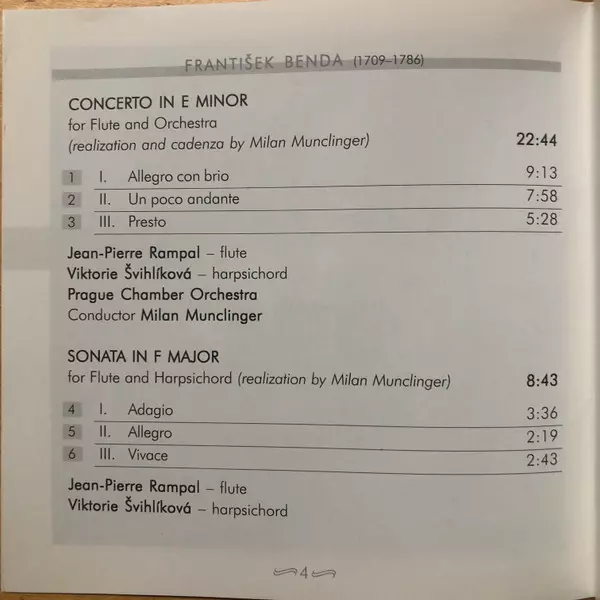 FRANTIŠEK BENDA (1709–1786)
CONCERTO IN E MINOR
for Flute and Orchestra
(realization and cadenza by Milan Munclinger) 22:44
1 I. Allegro con brio 9:13
2 II. Un poco andante 7:58
3 III. Presto 5:28
Jean-Pierre Rampal – flute
Viktorie Švihlíková – harpsichord
Prague Chamber Orchestra
Conductor Milan Munclinger
SONATA IN F MAJOR
for Flute and Harpsichord (realization by Milan Munclinger) 8:43
4 I. Adagio 3:36
5 II. Allegro 2:19
6 III. Vivace 2:43
Jean-Pierre Rampal – flute
Viktorie Švihlíková – harpsichord
4